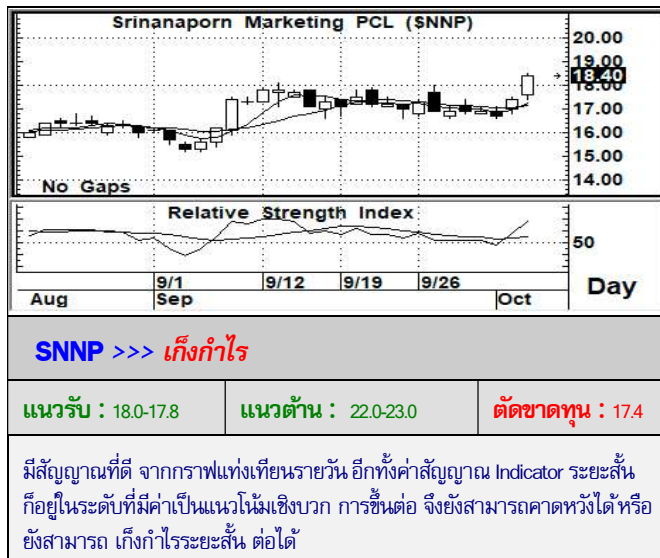 Srinanaporn Marketing PCL ($NNP)
20.00
19.00
18.40
18.00
17.00
16.00
15.00
14.00
No Gaps
Relative Strength Index
50
9/1 9/12 9/19 9/26
Aug Sep Oct
Day
SNNP >>> เก็งกำไร
แนวรับ : 18.0-17.8 แนวต้าน : 22.0-23.0 ตัดขาดทุน : 17.4
มีสัญญาณที่ดี จากกราฟแท่งเทียนรายวัน อีกทั้งค่าสัญญาณ Indicator ระยะสั้น
ก็อยู่ในระดับที่มีค่าเป็นแนวโน้มเชิงบวก การขึ้นต่อ จึงยังสามารถคาดหวังได้หรือ
ยังสามารถ เก็งกำไรระยะสั้น ต่อได้